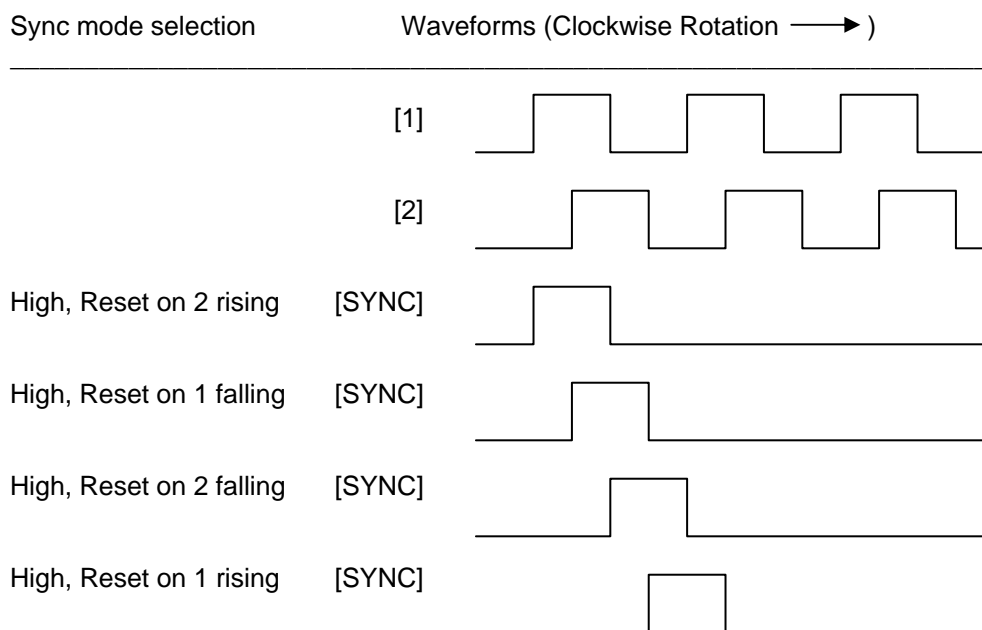 Sync mode selection Waveforms (Clockwise Rotation ⟶ )
[1]
[2]
High, Reset on 2 rising [SYNC]
High, Reset on 1 falling [SYNC]
High, Reset on 2 falling [SYNC]
High, Reset on 1 rising [SYNC]